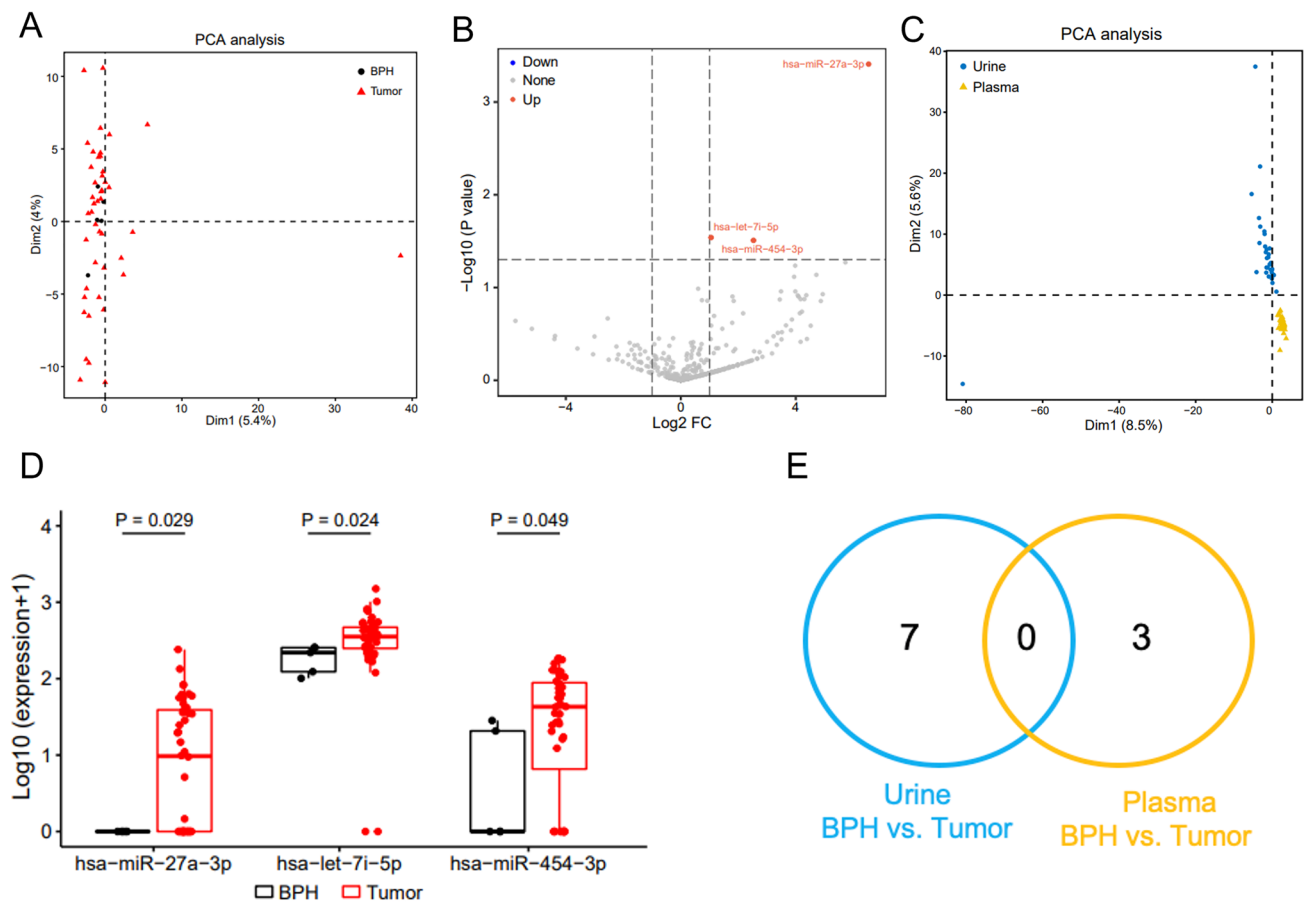 A
PCA analysis
BPH
Tumor
10
5
0
−5
−10
Dim2 (4%)
0
10
20
30
40
Dim1 (5.4%)
B
Down
None
Up
hsa−miR−27a−3p
hsa−let−7i−5p
hsa−miR−454−3p
3
2
1
0
−Log10 (P value)
−4
0
4
Log2 FC
C
PCA analysis
Urine
Plasma
40
30
20
10
0
−10
Dim2 (5.6%)
−80
−60
−40
−20
0
Dim1 (8.5%)
D
P = 0.029
P = 0.024
P = 0.049
4
3
2
1
0
Log10 (expression+1)
hsa−miR−27a−3p
hsa−let−7i−5p
hsa−miR−454−3p
BPH
Tumor
E
7
0
3
Urine
BPH vs. Tumor
Plasma
BPH vs. Tumor